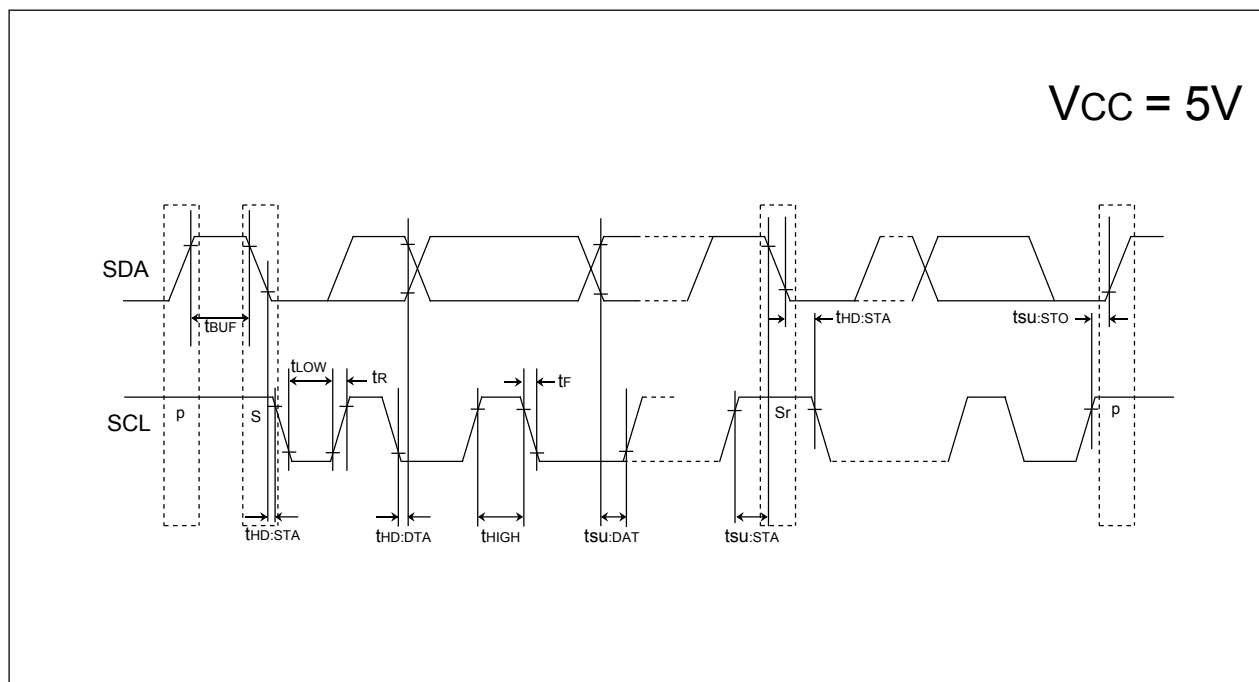 VCC = 5V
SDA
tBUF
tHD:STA
tsu:STO
tLOW
tR
tF
SCL
p
S
Sr
p
tHD:STA
tHD:DTA
tHIGH
tsu:DAT
tsu:STA